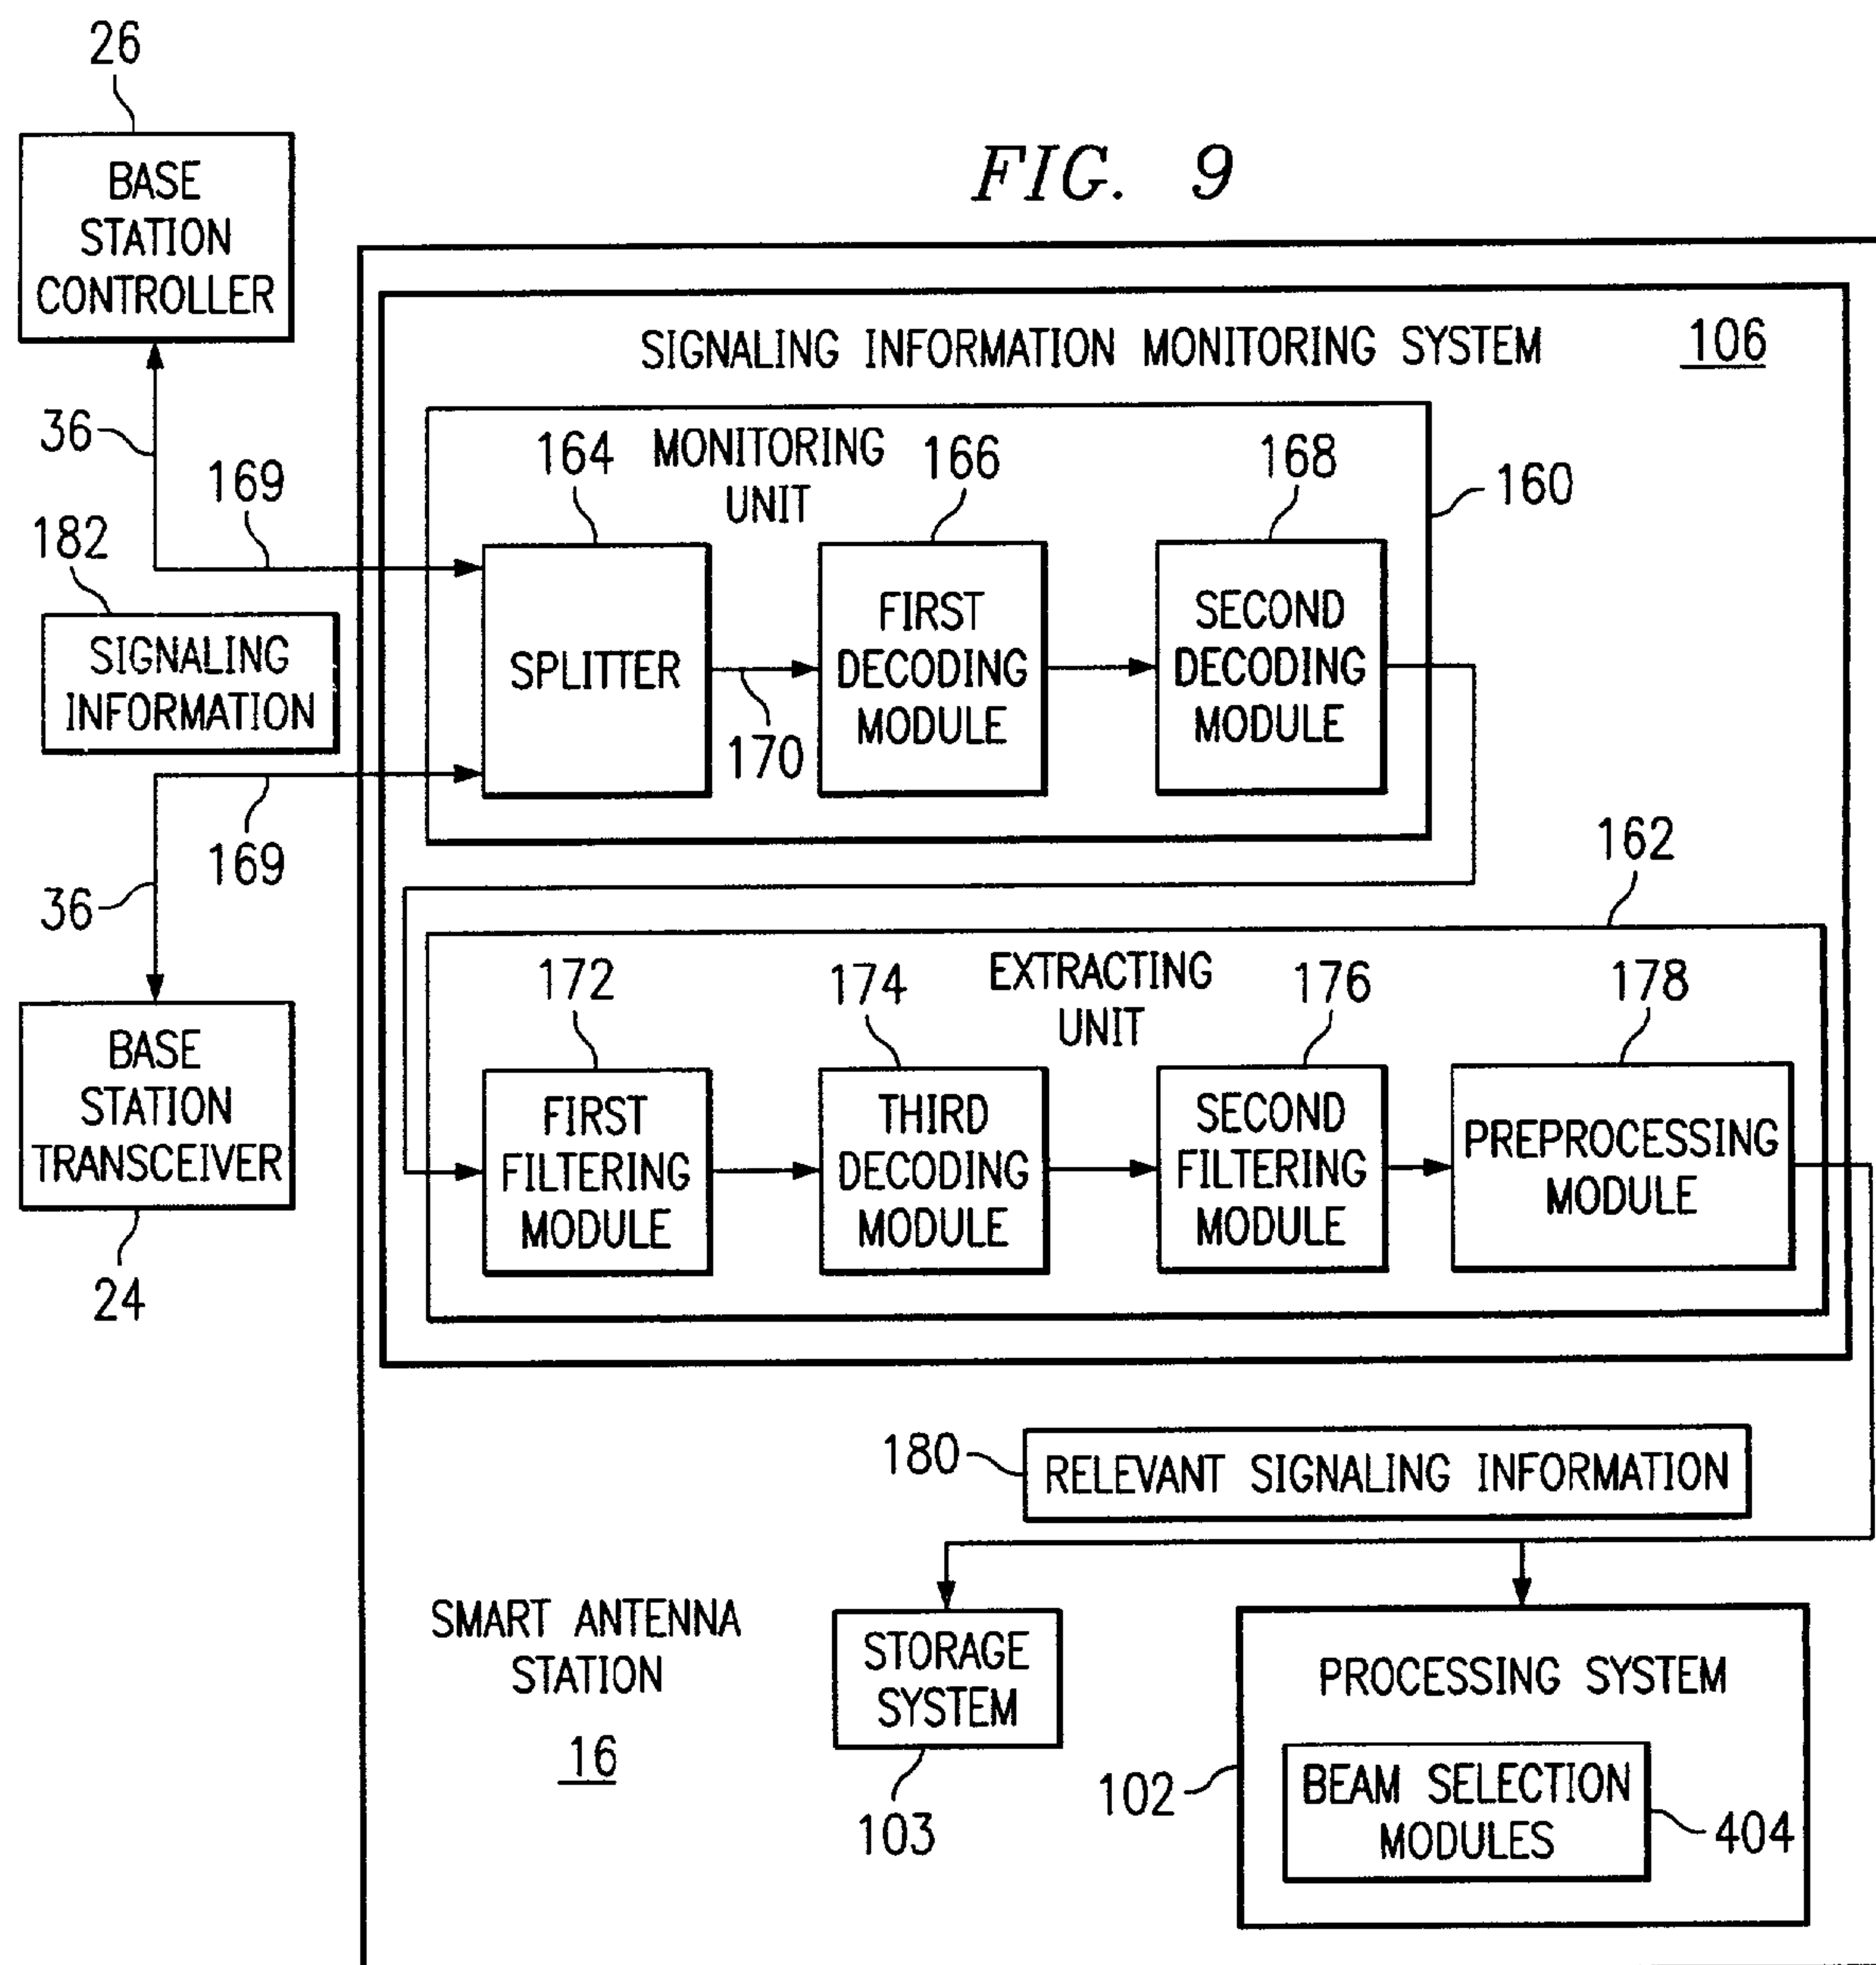 26
FIG. 9
BASE
STATION
CONTROLLER
SIGNALING INFORMATION MONITORING SYSTEM
106
36
169
182
SIGNALING
INFORMATION
164
MONITORING
UNIT
166
168
160
SPLITTER
170
FIRST
DECODING
MODULE
SECOND
DECODING
MODULE
169
36
162
BASE
STATION
TRANSCEIVER
24
172
174
EXTRACTING
UNIT
176
178
FIRST
FILTERING
MODULE
THIRD
DECODING
MODULE
SECOND
FILTERING
MODULE
PREPROCESSING
MODULE
180
RELEVANT SIGNALING INFORMATION
SMART ANTENNA
STATION
16
STORAGE
SYSTEM
103
PROCESSING SYSTEM
102
BEAM SELECTION
MODULES
404